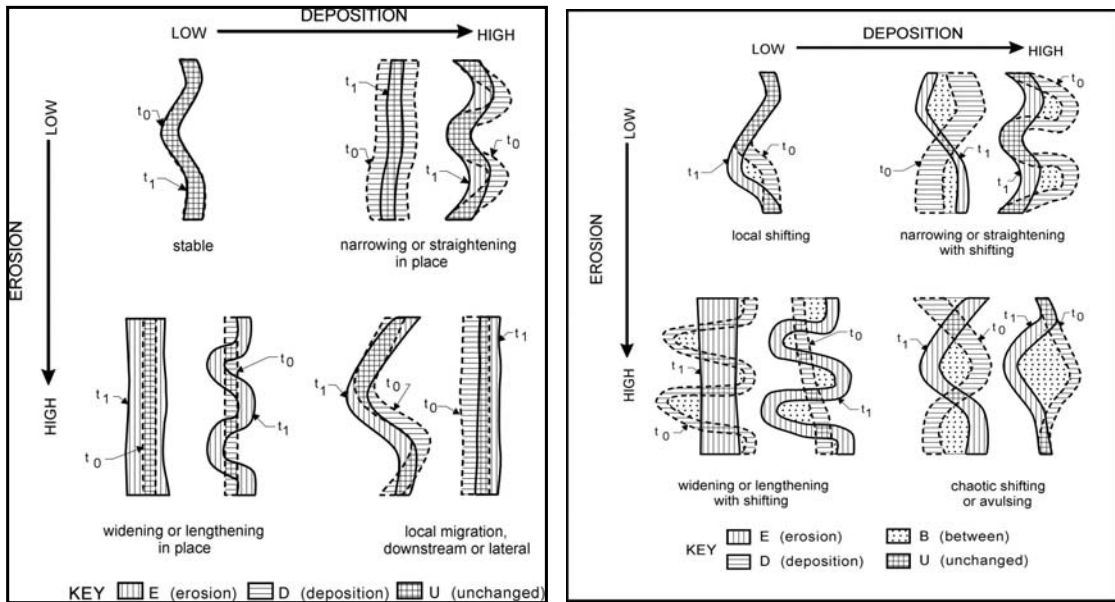 DEPOSITION
LOW
HIGH
LOW
EROSION
HIGH
t0
t1
stable
t1
t0
t0
t1
narrowing or straightening
in place
t1
t0
t0
t1
widening or lengthening
in place
t1
t0
t0
t1
local migration,
downstream or lateral
KEY E (erosion) D (deposition) U (unchanged)
DEPOSITION
LOW
HIGH
LOW
EROSION
HIGH
t0
t1
local shifting
t0
t1
t0
t1
narrowing or straightening
with shifting
t1
t0
t0
t1
widening or lengthening
with shifting
t1
t0
t1
t0
chaotic shifting
or avulsing
KEY
E (erosion)
B (between)
D (deposition)
U (unchanged)